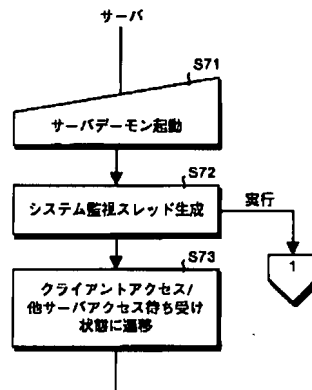 サーバ
S71
サーバデーモン起動
S72
システム監視スレッド生成
実行
1
S73
クライアントアクセス/
他サーバアクセス待ち受け
状態に遷移